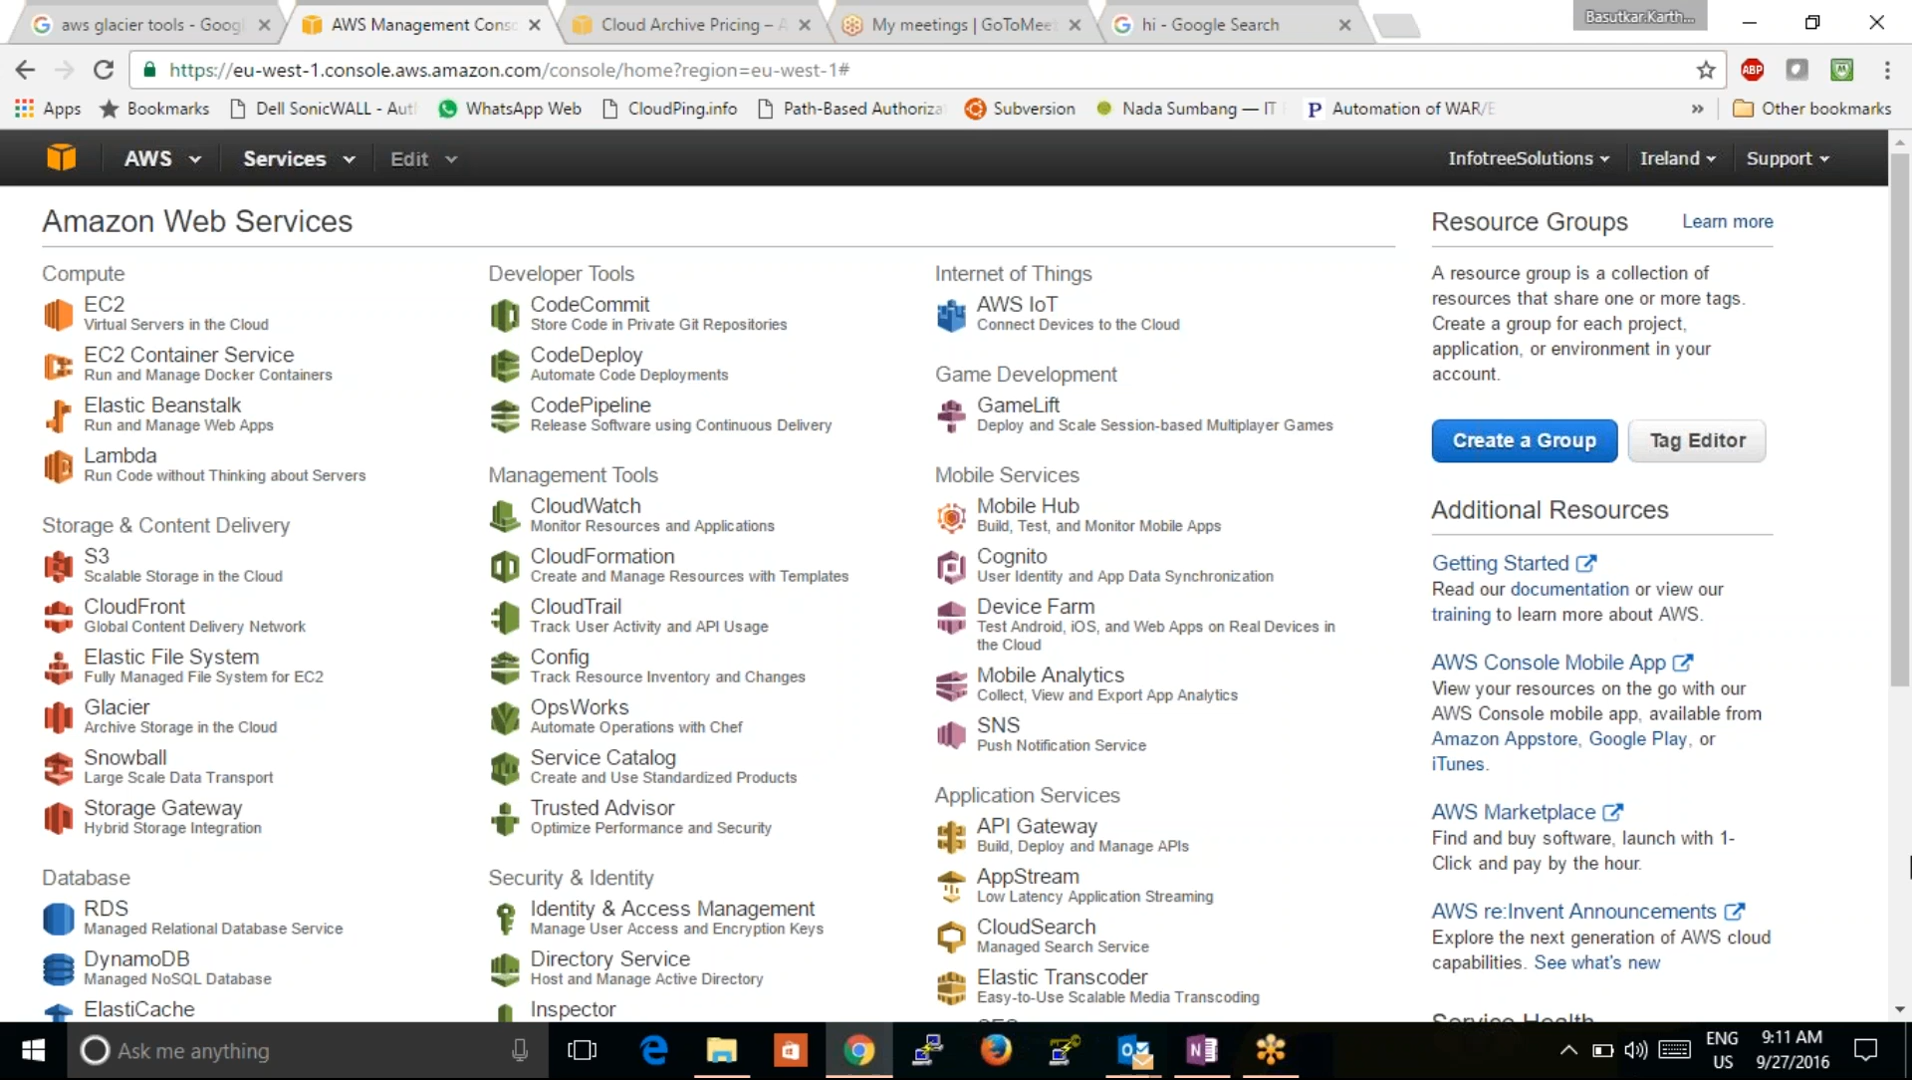 aws glacier tools - Goog
AWS Management Cons
Cloud Archive Pricing – A
My meetings | GoToMeet
hi - Google Search
Basutkar.Karth...
https://eu-west-1.console.aws.amazon.com/console/home?region=eu-west-1#
ABP
Apps
Bookmarks
Dell SonicWALL - Aut
WhatsApp Web
CloudPing.info
Path-Based Authoriza
Subversion
Nada Sumbang — IT
P
Automation of WAR/E
»
Other bookmarks
AWS
Services
Edit
InfotreeSolutions
Ireland
Support
Amazon Web Services
Compute
EC2
Virtual Servers in the Cloud
EC2 Container Service
Run and Manage Docker Containers
Elastic Beanstalk
Run and Manage Web Apps
Lambda
Run Code without Thinking about Servers
Storage & Content Delivery
S3
Scalable Storage in the Cloud
CloudFront
Global Content Delivery Network
Elastic File System
Fully Managed File System for EC2
Glacier
Archive Storage in the Cloud
Snowball
Large Scale Data Transport
Storage Gateway
Hybrid Storage Integration
Database
RDS
Managed Relational Database Service
DynamoDB
Managed NoSQL Database
ElastiCache
Developer Tools
CodeCommit
Store Code in Private Git Repositories
CodeDeploy
Automate Code Deployments
CodePipeline
Release Software using Continuous Delivery
Management Tools
CloudWatch
Monitor Resources and Applications
CloudFormation
Create and Manage Resources with Templates
CloudTrail
Track User Activity and API Usage
Config
Track Resource Inventory and Changes
OpsWorks
Automate Operations with Chef
Service Catalog
Create and Use Standardized Products
Trusted Advisor
Optimize Performance and Security
Security & Identity
Identity & Access Management
Manage User Access and Encryption Keys
Directory Service
Host and Manage Active Directory
Inspector
Internet of Things
AWS IoT
Connect Devices to the Cloud
Game Development
GameLift
Deploy and Scale Session-based Multiplayer Games
Mobile Services
Mobile Hub
Build, Test, and Monitor Mobile Apps
Cognito
User Identity and App Data Synchronization
Device Farm
Test Android, iOS, and Web Apps on Real Devices in
the Cloud
Mobile Analytics
Collect, View and Export App Analytics
SNS
Push Notification Service
Application Services
API Gateway
Build, Deploy and Manage APIs
AppStream
Low Latency Application Streaming
CloudSearch
Managed Search Service
Elastic Transcoder
Easy-to-Use Scalable Media Transcoding
Resource Groups
Learn more
A resource group is a collection of
resources that share one or more tags.
Create a group for each project,
application, or environment in your
account.
Create a Group
Tag Editor
Additional Resources
Getting Started
Read our documentation or view our
training to learn more about AWS.
AWS Console Mobile App
View your resources on the go with our
AWS Console mobile app, available from
Amazon Appstore, Google Play, or
iTunes.
AWS Marketplace
Find and buy software, launch with 1-
Click and pay by the hour.
AWS re:Invent Announcements
Explore the next generation of AWS cloud
capabilities. See what's new
Service Health
Ask me anything
ENG
US
9:11 AM
9/27/2016